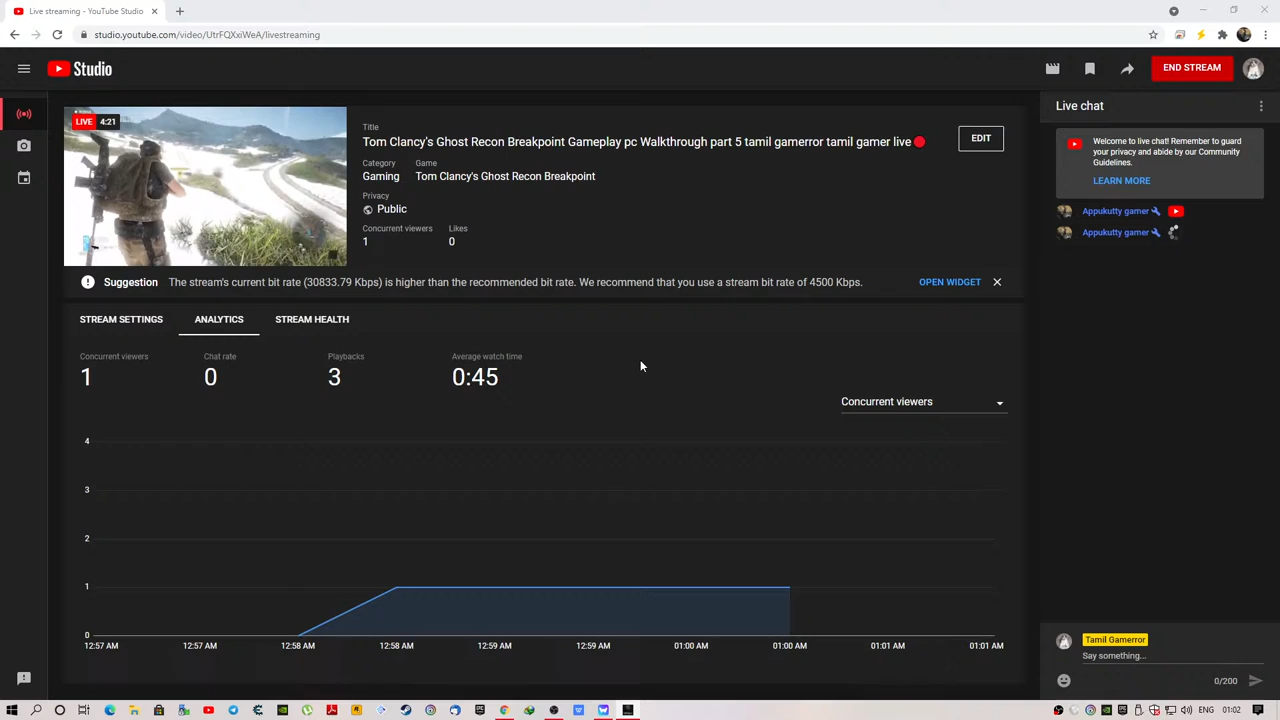 Live streaming - YouTube Studio
studio.youtube.com/video/UtrFQXxiWeA/livestreaming
Studio
END STREAM
LIVE 4:21
Title
Tom Clancy's Ghost Recon Breakpoint Gameplay pc Walkthrough part 5 tamil gamerror tamil gamer live
EDIT
Category
Game
Gaming
Tom Clancy's Ghost Recon Breakpoint
Privacy
Public
Concurrent viewers
Likes
1
0
Suggestion
The stream's current bit rate (30833.79 Kbps) is higher than the recommended bit rate. We recommend that you use a stream bit rate of 4500 Kbps.
OPEN WIDGET
STREAM SETTINGS
ANALYTICS
STREAM HEALTH
Concurrent viewers
Chat rate
Playbacks
Average watch time
1
0
3
0:45
Concurrent viewers
4
3
2
1
0
12:57 AM
12:57 AM
12:58 AM
12:58 AM
12:59 AM
12:59 AM
01:00 AM
01:00 AM
01:01 AM
01:01 AM
Live chat
Welcome to live chat! Remember to guard
your privacy and abide by our Community
Guidelines.
LEARN MORE
Appukutty gamer
Appukutty gamer
Tamil Gamerror
Say something...
0/200
ENG
01:02